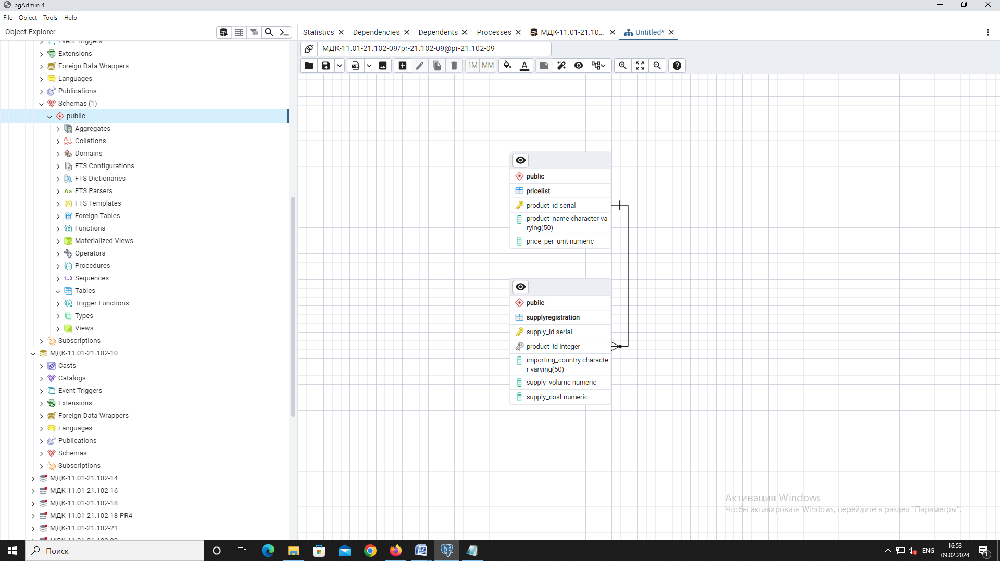 pgAdmin 4
File Object Tools Help
Object Explorer
Statistics
Dependencies
Dependents
Processes
МДК-11.01-21.10...
Untitled*
МДК-11.01-21.102-09/pr-21.102-09@pr-21.102-09
SQL
1M
MM
A
Event Triggers
Extensions
Foreign Data Wrappers
Languages
Publications
Schemas (1)
public
Aggregates
Collations
Domains
FTS Configurations
FTS Dictionaries
Aa FTS Parsers
FTS Templates
Foreign Tables
Functions
Materialized Views
Operators
Procedures
1..3 Sequences
Tables
Trigger Functions
Types
Views
Subscriptions
МДК-11.01-21.102-10
Casts
Catalogs
Event Triggers
Extensions
Foreign Data Wrappers
Languages
Publications
Schemas
Subscriptions
МДК-11.01-21.102-14
МДК-11.01-21.102-16
МДК-11.01-21.102-18
МДК-11.01-21.102-18-PR4
МДК-11.01-21.102-21
public
pricelist
product_id serial
product_name character va
rying(50)
price_per_unit numeric
public
supplyregistration
supply_id serial
product_id integer
importing_country characte
r varying(50)
supply_volume numeric
supply_cost numeric
Активация Windows
Чтобы активировать Windows, перейдите в раздел "Параметры".
Поиск
ENG
16:53
09.02.2024
1